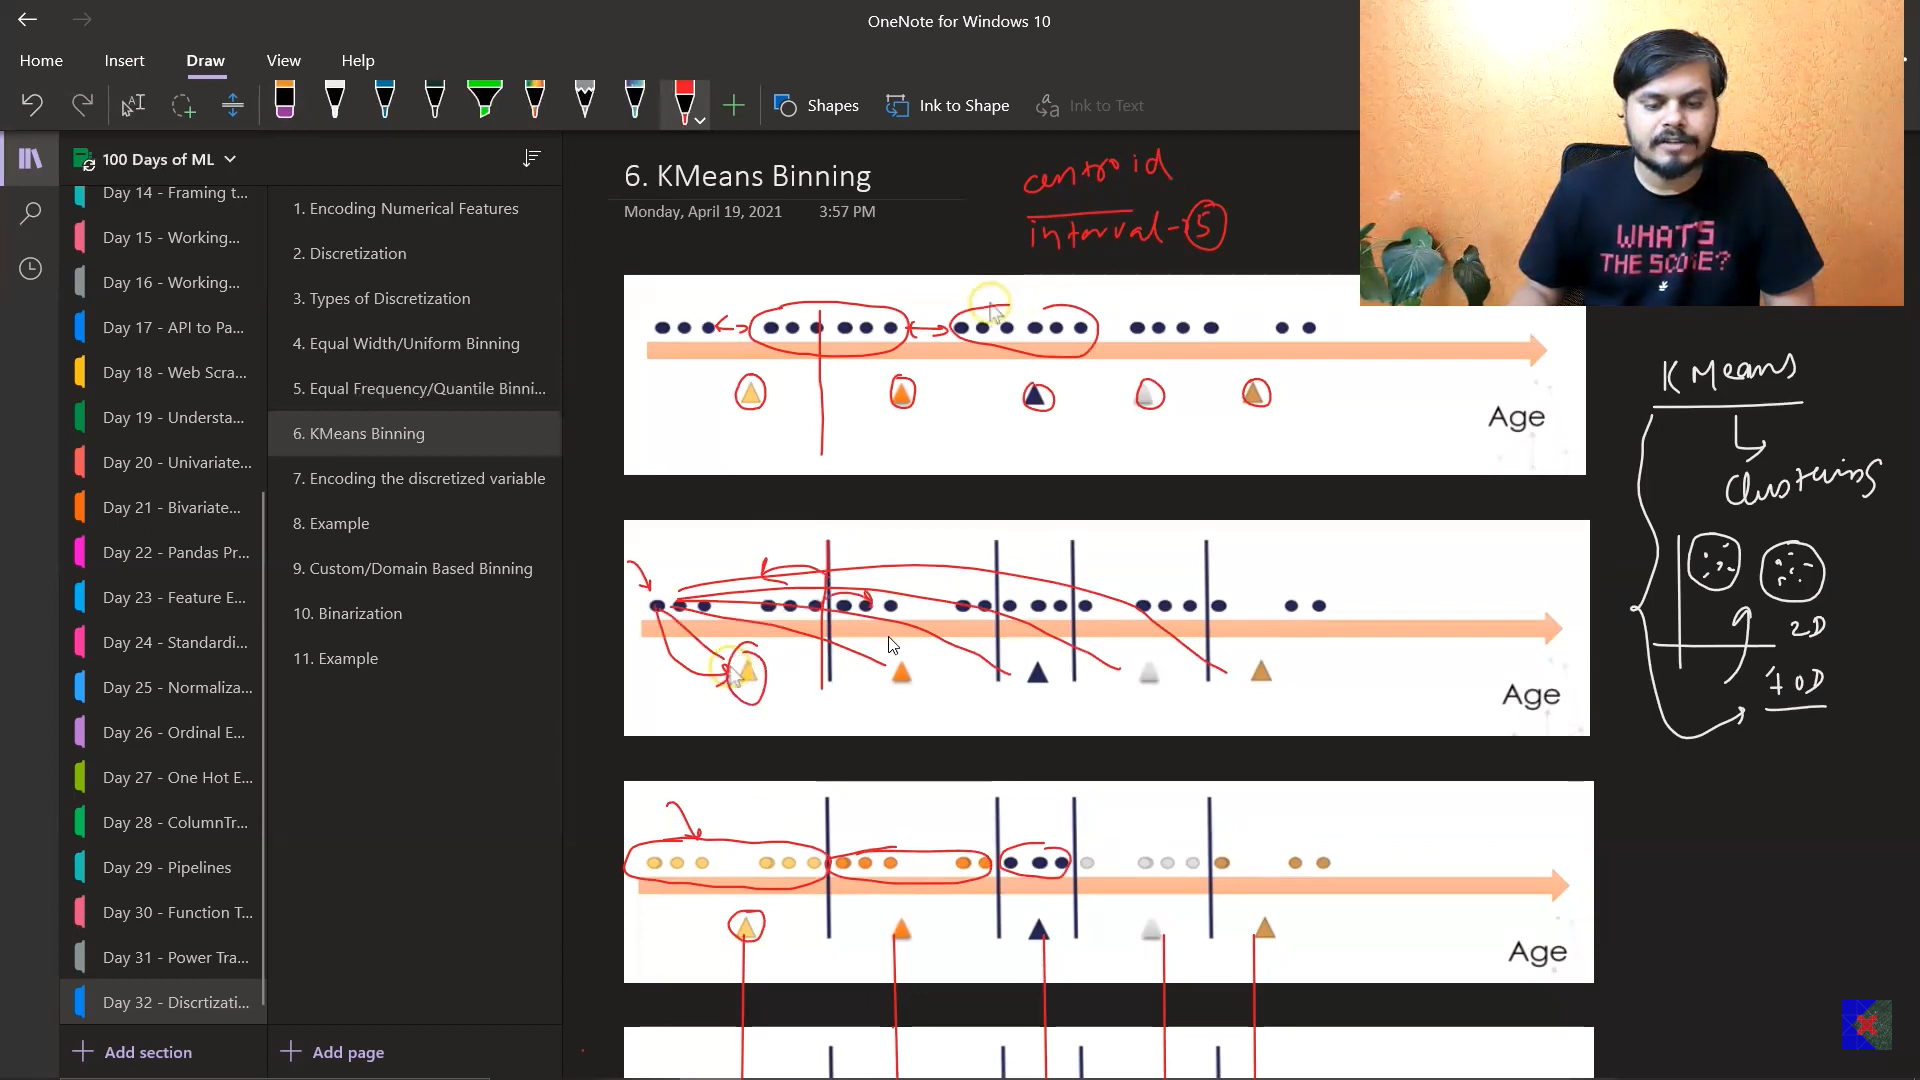 OneNote for Windows 10
Home Insert Draw View Help
Shapes Ink to Shape Ink to Text
100 Days of ML
Day 14 - Framing t...
Day 15 - Working...
Day 16 - Working...
Day 17 - API to Pa...
Day 18 - Web Scra...
Day 19 - Understa...
Day 20 - Univariate...
Day 21 - Bivariate...
Day 22 - Pandas Pr...
Day 23 - Feature E...
Day 24 - Standardi...
Day 25 - Normaliza...
Day 26 - Ordinal E...
Day 27 - One Hot E...
Day 28 - ColumnTr...
Day 29 - Pipelines
Day 30 - Function T...
Day 31 - Power Tra...
Day 32 - Discrtizati...
Add section
1. Encoding Numerical Features
2. Discretization
3. Types of Discretization
4. Equal Width/Uniform Binning
5. Equal Frequency/Quantile Binni...
6. KMeans Binning
7. Encoding the discretized variable
8. Example
9. Custom/Domain Based Binning
10. Binarization
11. Example
Add page
6. KMeans Binning
Monday, April 19, 2021 3:57 PM
centroid
interval - 5
Age
Age
Age
KMeans
Clustering
2D
1D
WHAT'S
THE SCORE?